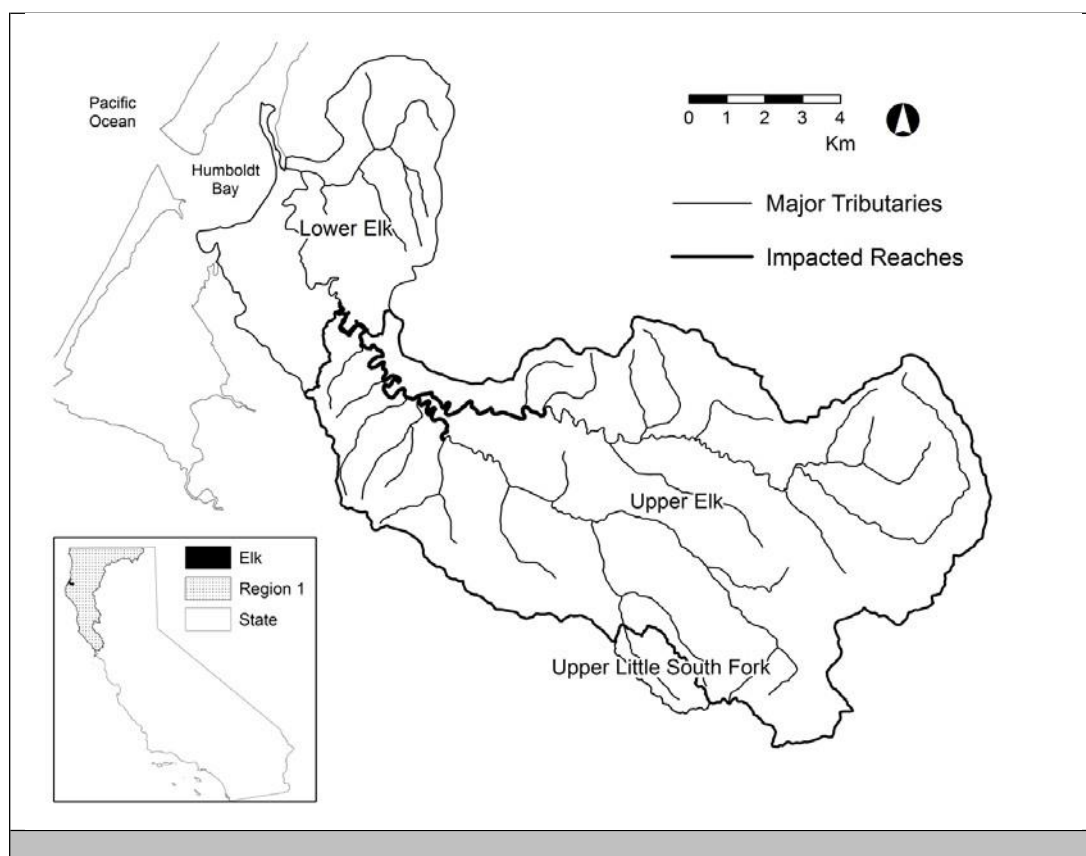 Pacific
Ocean
Humboldt
Bay
Lower Elk
0 1 2 3 4
Km
Major Tributaries
Impacted Reaches
Upper Elk
Upper Little South Fork
Elk
Region 1
State